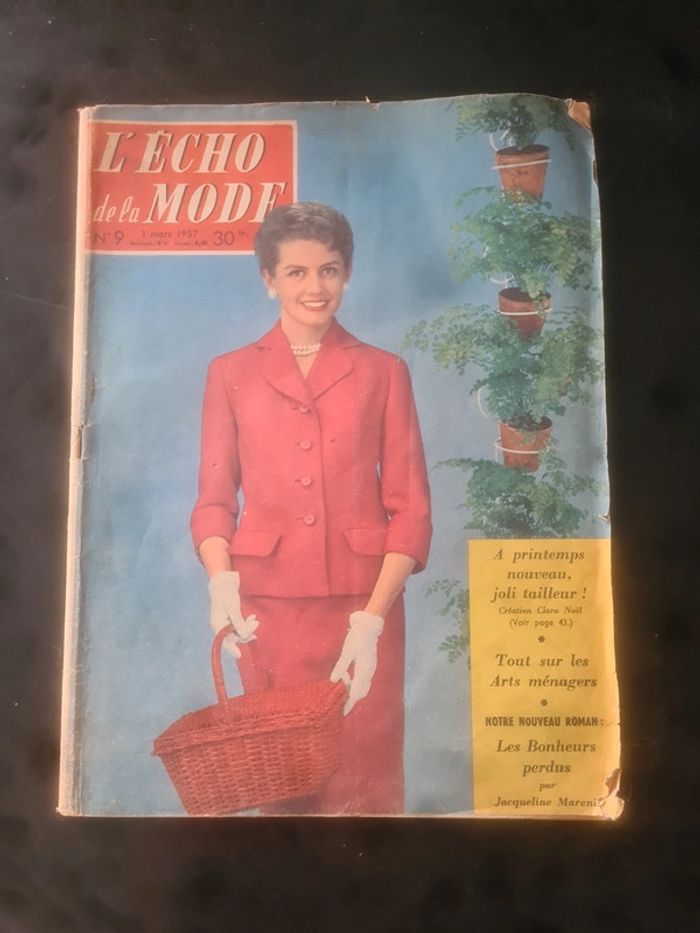 L'ÉCHO
de la MODE
N° 9 3 mars 1957 30 fr.
A printemps
nouveau,
joli tailleur !
Création Clara Noël
(Voir page 43.)
*
Tout sur les
Arts ménagers
*
NOTRE NOUVEAU ROMAN :
Les Bonheurs
perdus
par
Jacqueline